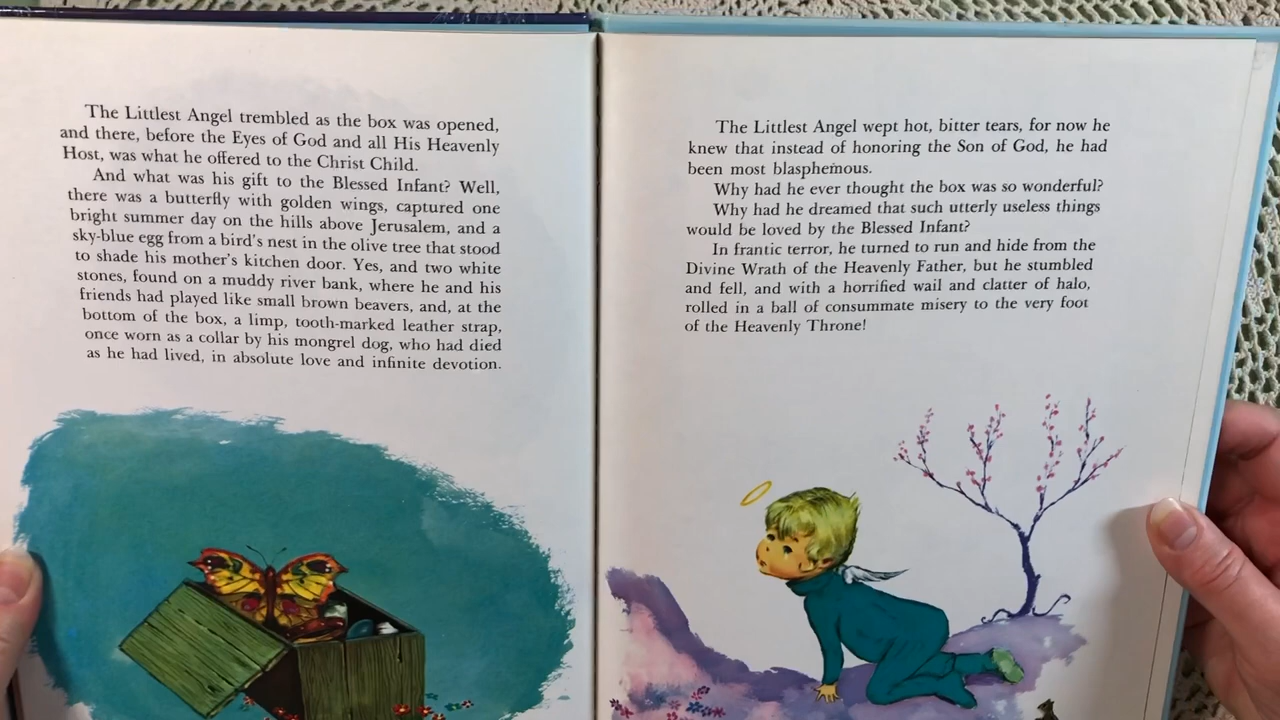 The Littlest Angel trembled as the box was opened,
and there, before the Eyes of God and all His Heavenly
Host, was what he offered to the Christ Child.
And what was his gift to the Blessed Infant? Well,
there was a butterfly with golden wings, captured one
bright summer day on the hills above Jerusalem, and a
sky-blue egg from a bird's nest in the olive tree that stood
to shade his mother's kitchen door. Yes, and two white
stones, found on a muddy river bank, where he and his
friends had played like small brown beavers, and, at the
bottom of the box, a limp, tooth-marked leather strap,
once worn as a collar by his mongrel dog, who had died
as he had lived, in absolute love and infinite devotion.
The Littlest Angel wept hot, bitter tears, for now he
knew that instead of honoring the Son of God, he had
been most blasphemous.
Why had he ever thought the box was so wonderful?
Why had he dreamed that such utterly useless things
would be loved by the Blessed Infant?
In frantic terror, he turned to run and hide from the
Divine Wrath of the Heavenly Father, but he stumbled
and fell, and with a horrified wail and clatter of halo,
rolled in a ball of consummate misery to the very foot
of the Heavenly Throne!